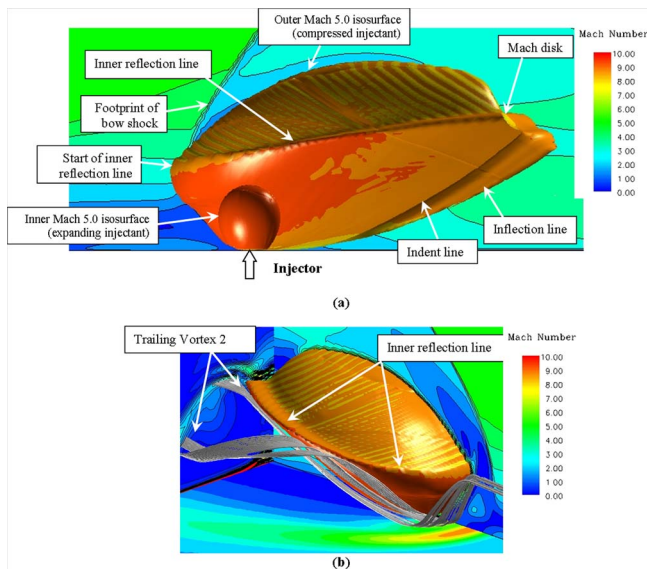 (a)
Outer Mach 5.0 isosurface
(compressed injectant)
Mach Number
Mach disk
Inner reflection line
Footprint of
bow shock
10.00
9.00
8.00
7.00
6.00
5.00
4.00
3.00
2.00
1.00
0.00
Start of inner
reflection line
Inner Mach 5.0 isosurface
(expanding injectant)
Inflection line
Indent line
Injector
(a)
Trailing Vortex 2
Inner reflection line
Mach Number
10.00
9.00
8.00
7.00
6.00
5.00
4.00
3.00
2.00
1.00
0.00
(b)